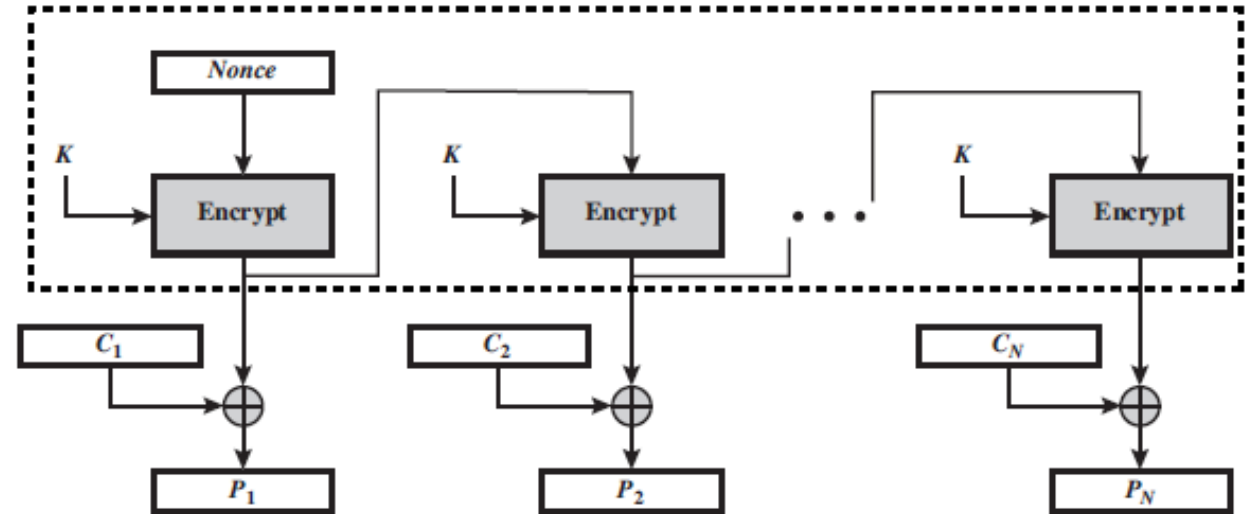 Nonce
K
K
K
Encrypt
Encrypt
• • •
Encrypt
C1
C2
CN
P1
P2
PN